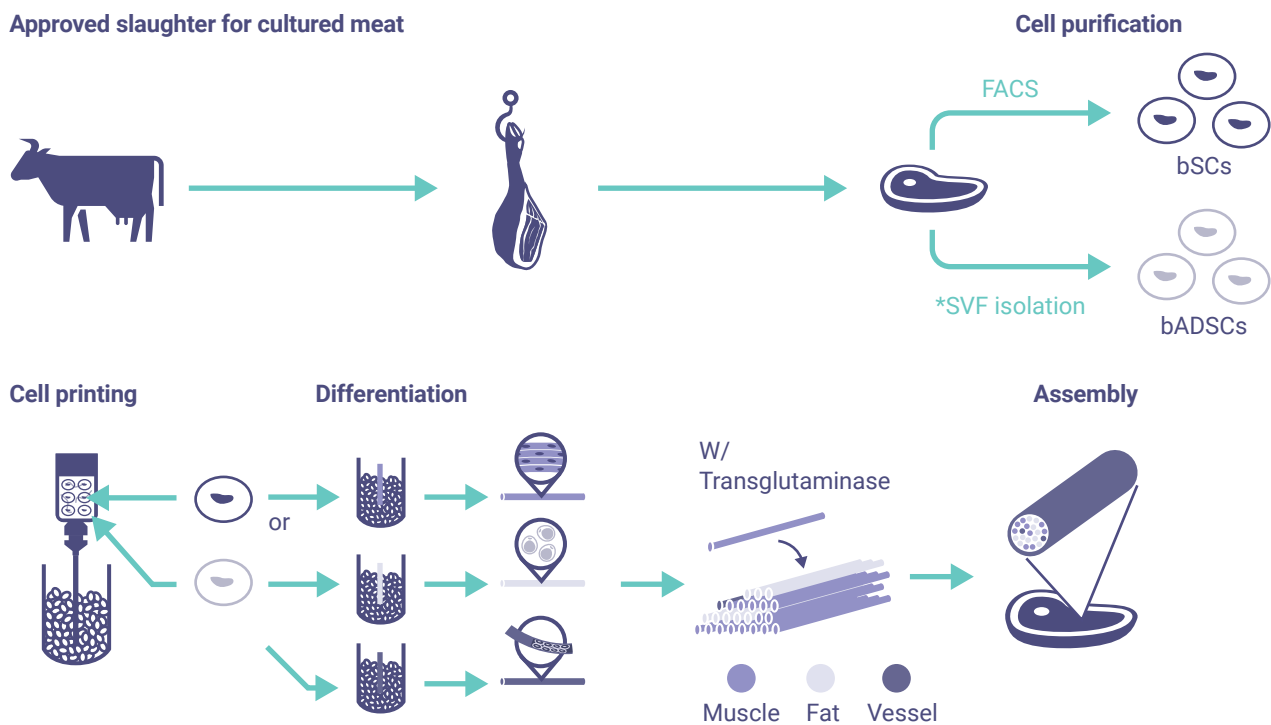 Approved slaughter for cultured meat
Cell purification
FACS
bSCs
*SVF isolation
bADSCs
Cell printing
Differentiation
Assembly
W/
Transglutaminase
or
Muscle
Fat
Vessel